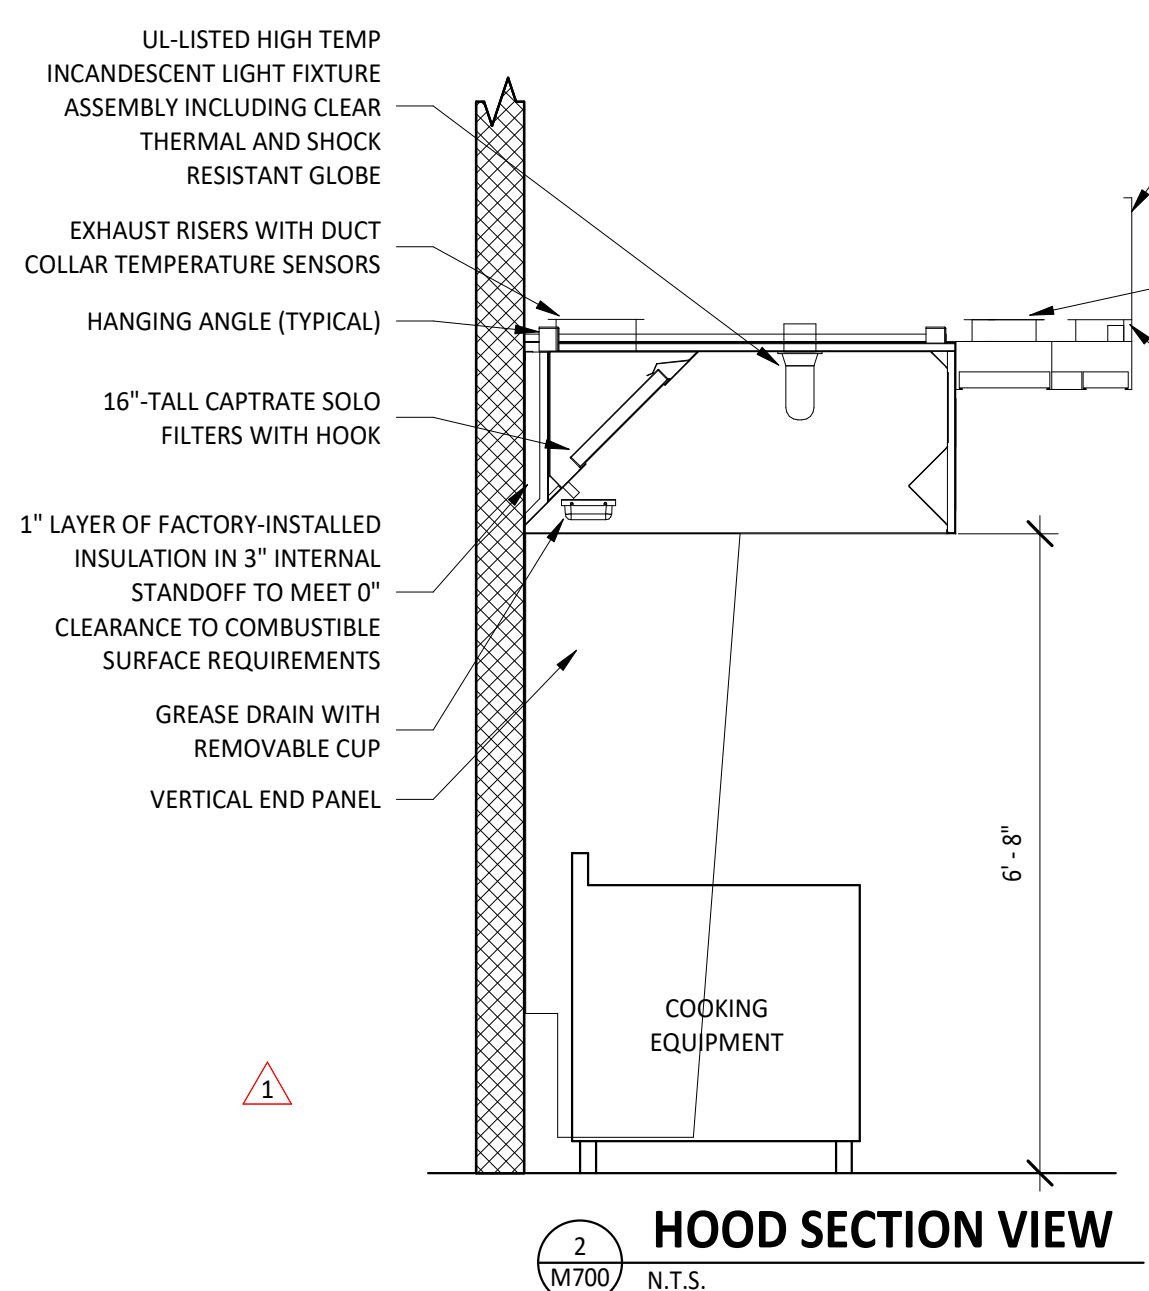 UL-LISTED HIGH TEMP
INCANDESCENT LIGHT FIXTURE
ASSEMBLY INCLUDING CLEAR
THERMAL AND SHOCK
RESISTANT GLOBE
EXHAUST RISERS WITH DUCT
COLLAR TEMPERATURE SENSORS
HANGING ANGLE (TYPICAL)
16"-TALL CAPTRATE SOLO
FILTERS WITH HOOK
1" LAYER OF FACTORY-INSTALLED
INSULATION IN 3" INTERNAL
STANDOFF TO MEET 0"
CLEARANCE TO COMBUSTIBLE
SURFACE REQUIREMENTS
GREASE DRAIN WITH
REMOVABLE CUP
VERTICAL END PANEL
6' - 8"
COOKING
EQUIPMENT
1
2
M700
HOOD SECTION VIEW
N.T.S.